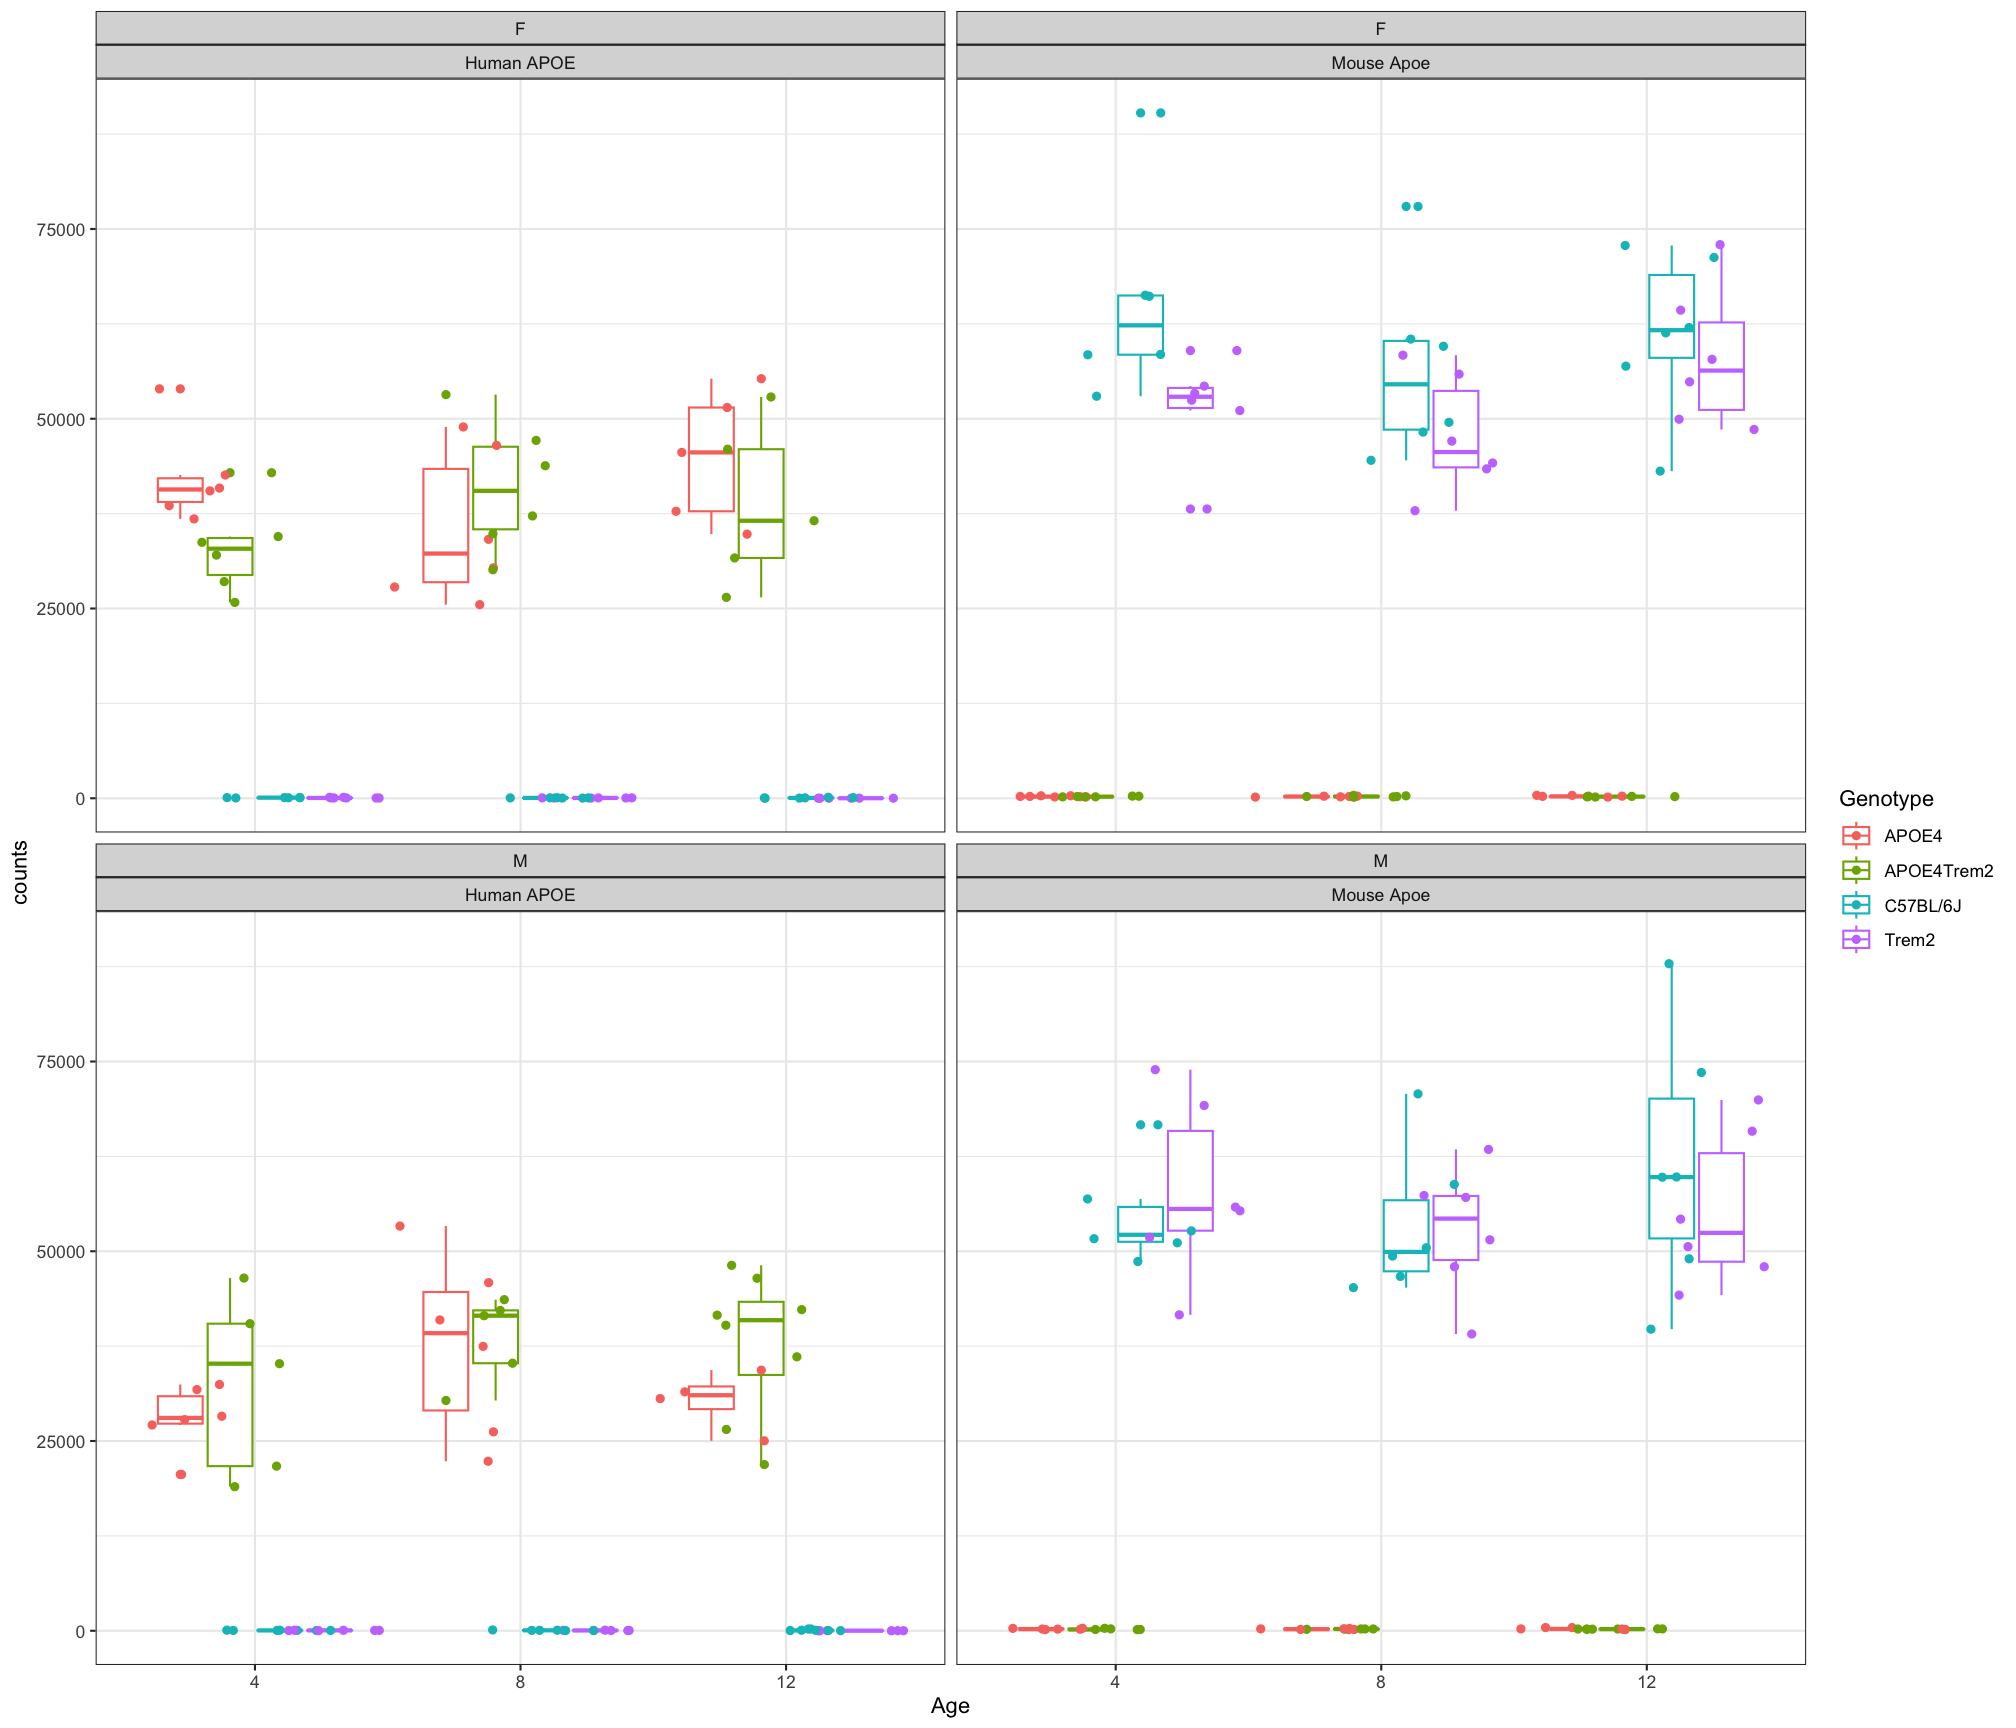 F
F
Human APOE
Mouse Apoe
75000
50000
25000
0
counts
M
M
Human APOE
Mouse Apoe
75000
50000
25000
0
4
8
12
4
8
12
Age
Genotype
APOE4
APOE4Trem2
C57BL/6J
Trem2